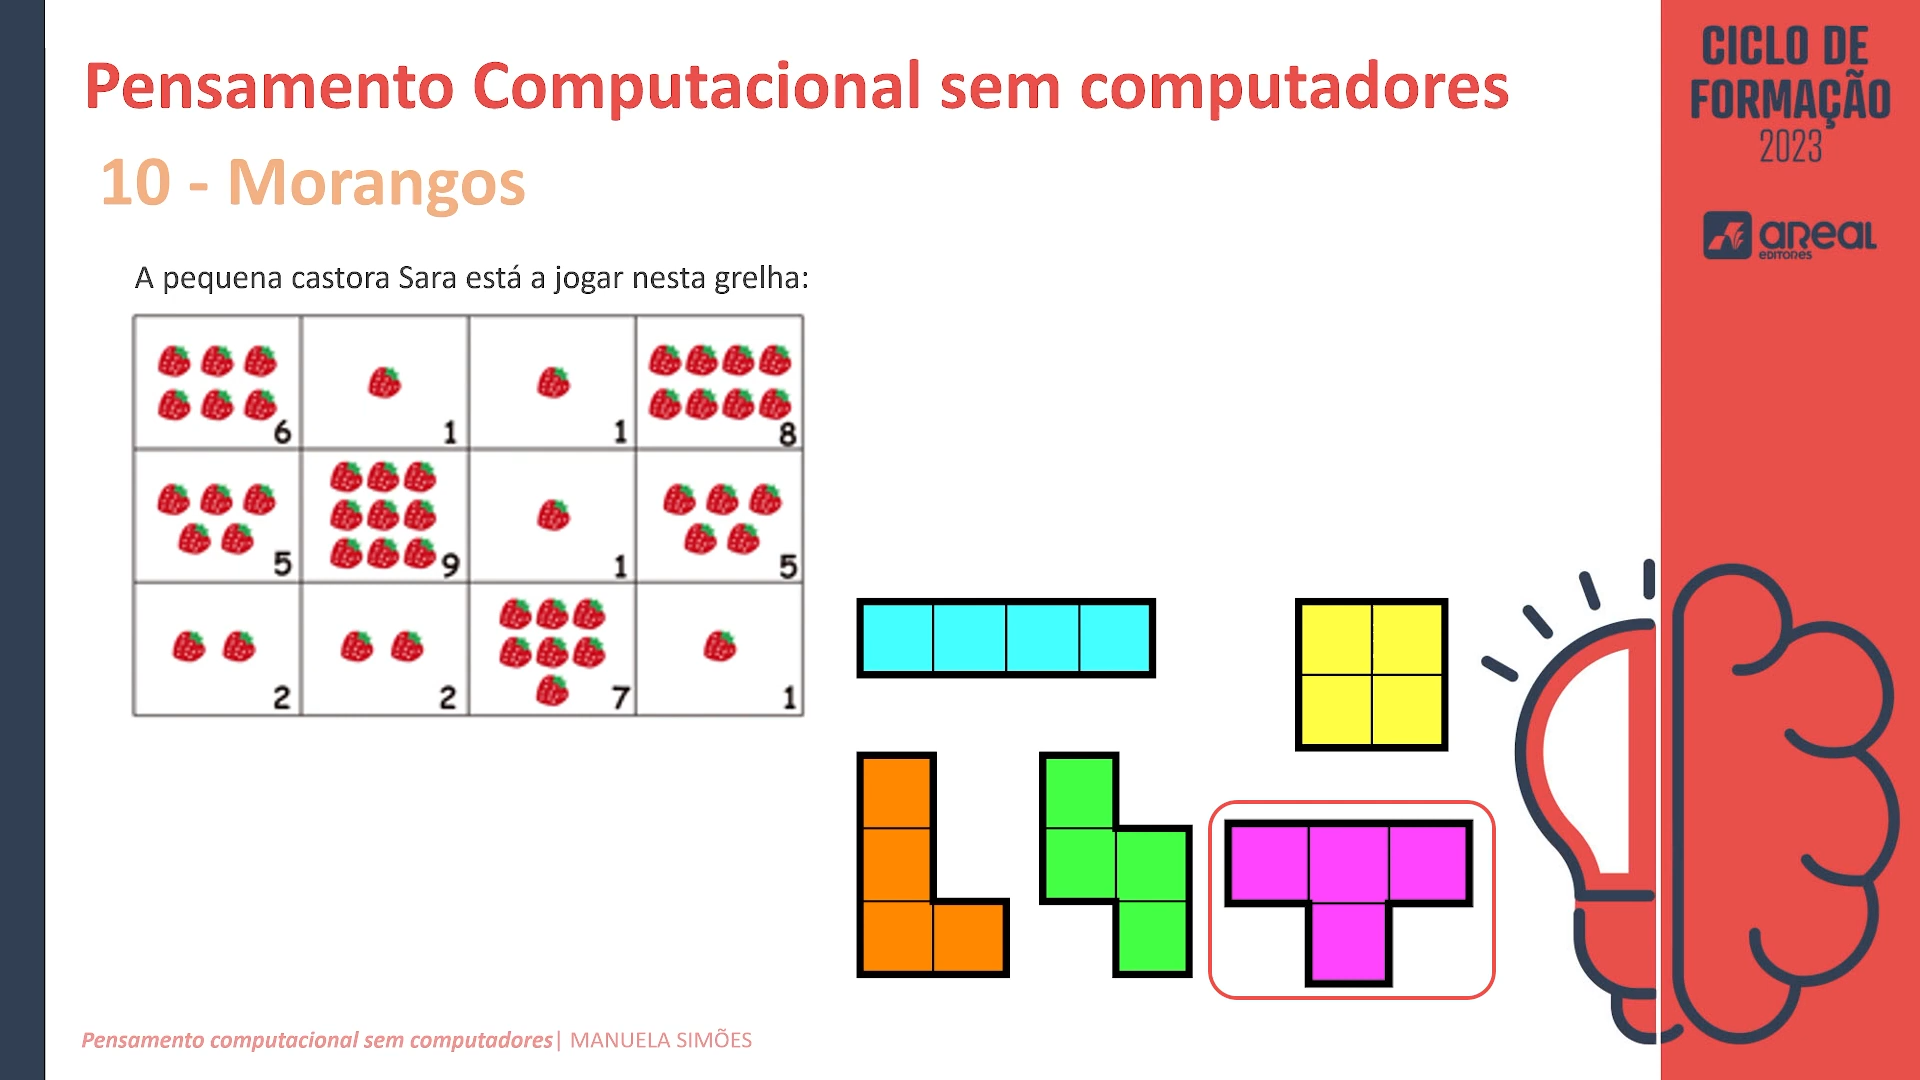 Pensamento Computacional sem computadores
10 - Morangos
A pequena castora Sara está a jogar nesta grelha:
6 1 1 8
5 9 1 5
2 2 7 1
Pensamento computacional sem computadores| MANUELA SIMÕES
CICLO DE
FORMAÇÃO
2023
aReaL
EDITORES